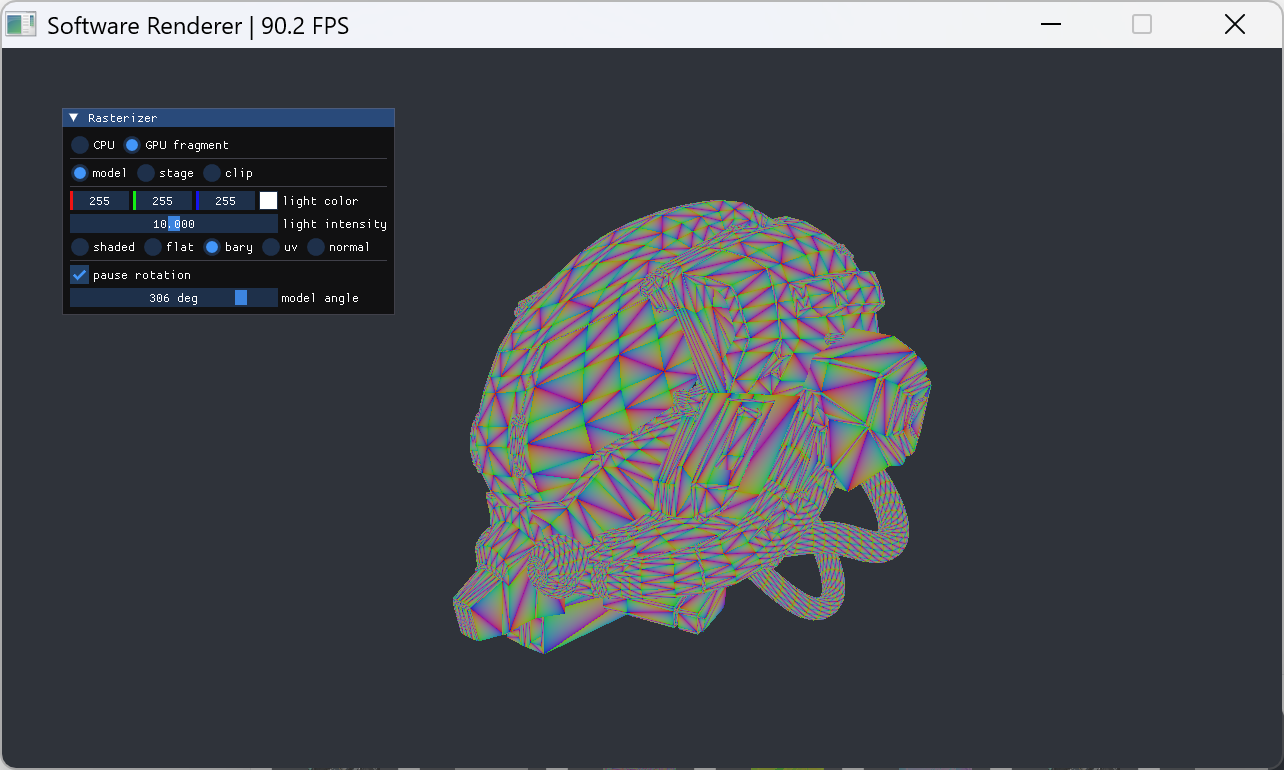 Software Renderer | 90.2 FPS
Rasterizer
CPU GPU fragment
model stage clip
255 255 255 light color
10.000 light intensity
shaded flat bary uv normal
pause rotation
306 deg model angle